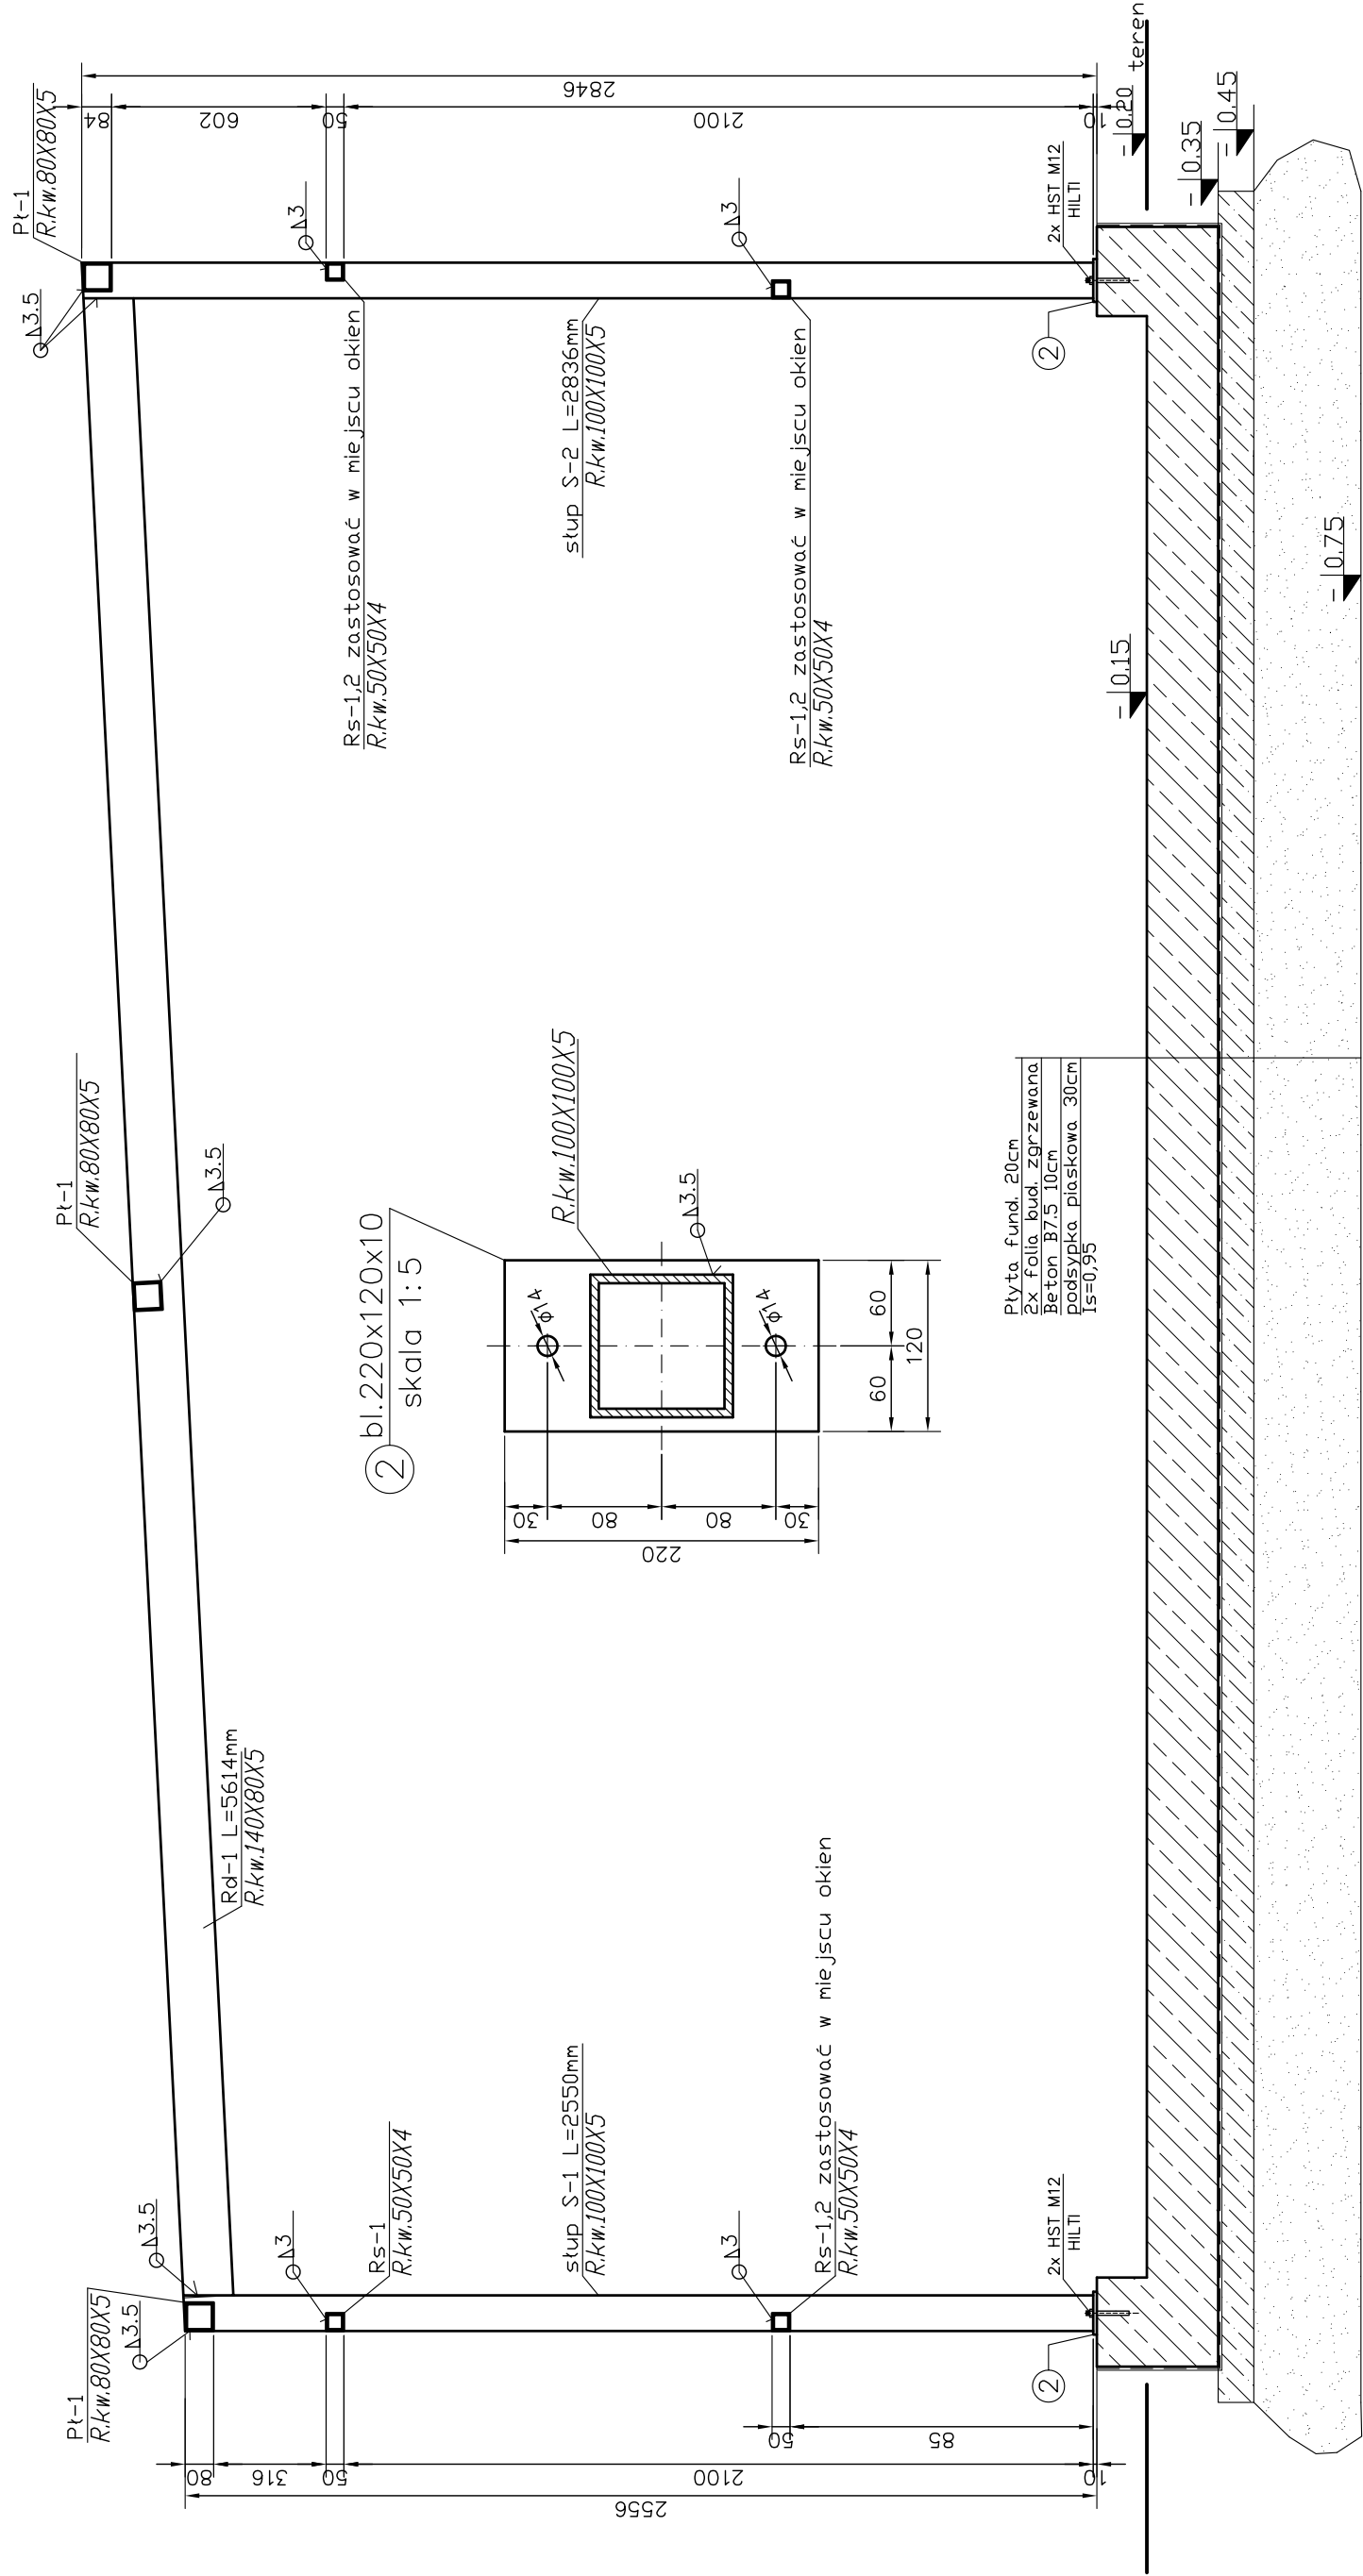 Pł-1
R.kw.80X80X5
3.5
3.5
Rd-1 L=5614mm
R.kw.140X80X5
Pł-1
R.kw.80X80X5
3.5
Pł-1
R.kw.80X80X5
3.5
2556
80
316
50
2100
10
50
85
3
Rs-1
R.kw.50X50X4
słup S-1 L=2550mm
R.kw.100X100X5
3
Rs-1,2 zastosować w miejscu okien
R.kw.50X50X4
2x HST M12
HILTI
2
2 bl.220x120x10
skala 1:5
R.kw.100X100X5
3.5
ϕ14
ϕ14
30
80
80
30
220
60
60
120
3
Rs-1,2 zastosować w miejscu okien
R.kw.50X50X4
słup S-2 L=2836mm
R.kw.100X100X5
3
Rs-1,2 zastosować w miejscu okien
R.kw.50X50X4
2x HST M12
HILTI
2
84
602
50
2100
10
2846
Płyta fund. 20cm
2x folia bud. zgrzewana
Beton B7.5 10cm
podsypka piaskowa 30cm
Is=0,95
- 0.15
- 0.20 teren
- 0.35
- 0.45
- 0.75